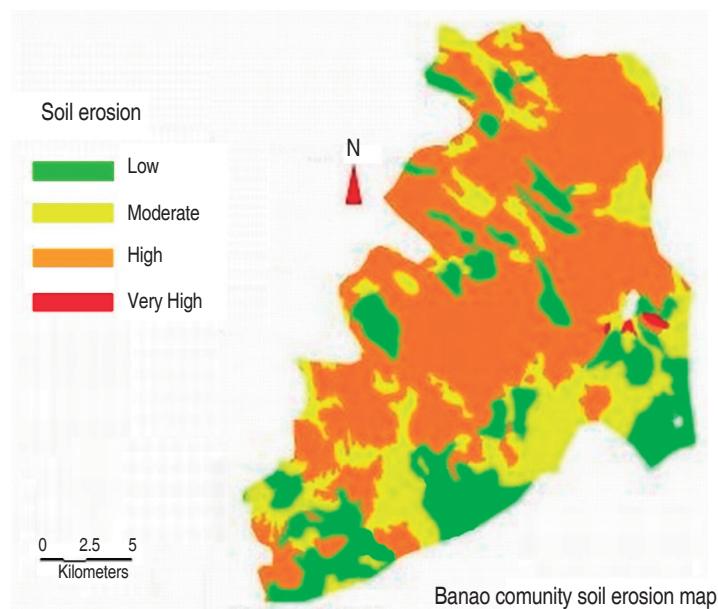 Soil erosion
Low
Moderate
High
Very High
N
0 2.5 5
Kilometers
Banao comunity soil erosion map